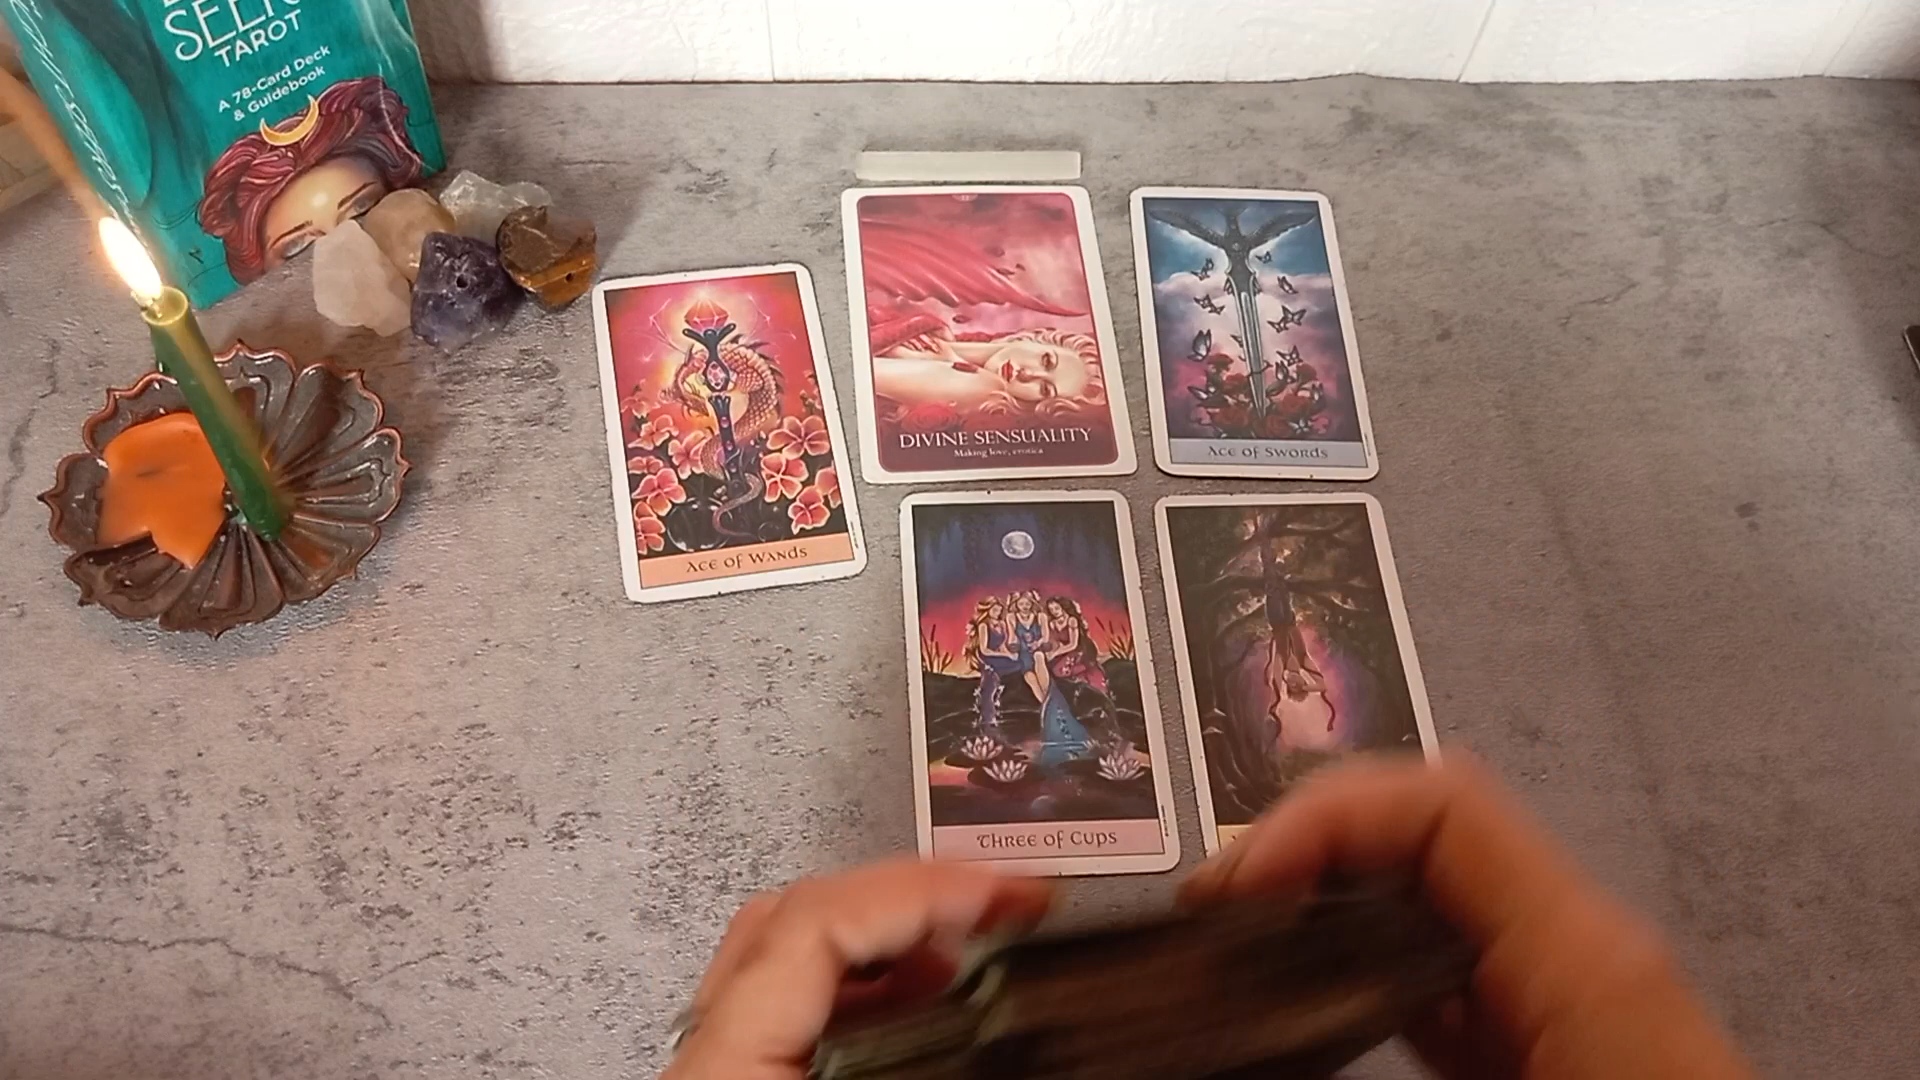 TAROT
A 78-Card Deck
& Guidebook
DIVINE SENSUALITY
Making love, erotica
Ace of Swords
Ace of Wands
Three of Cups